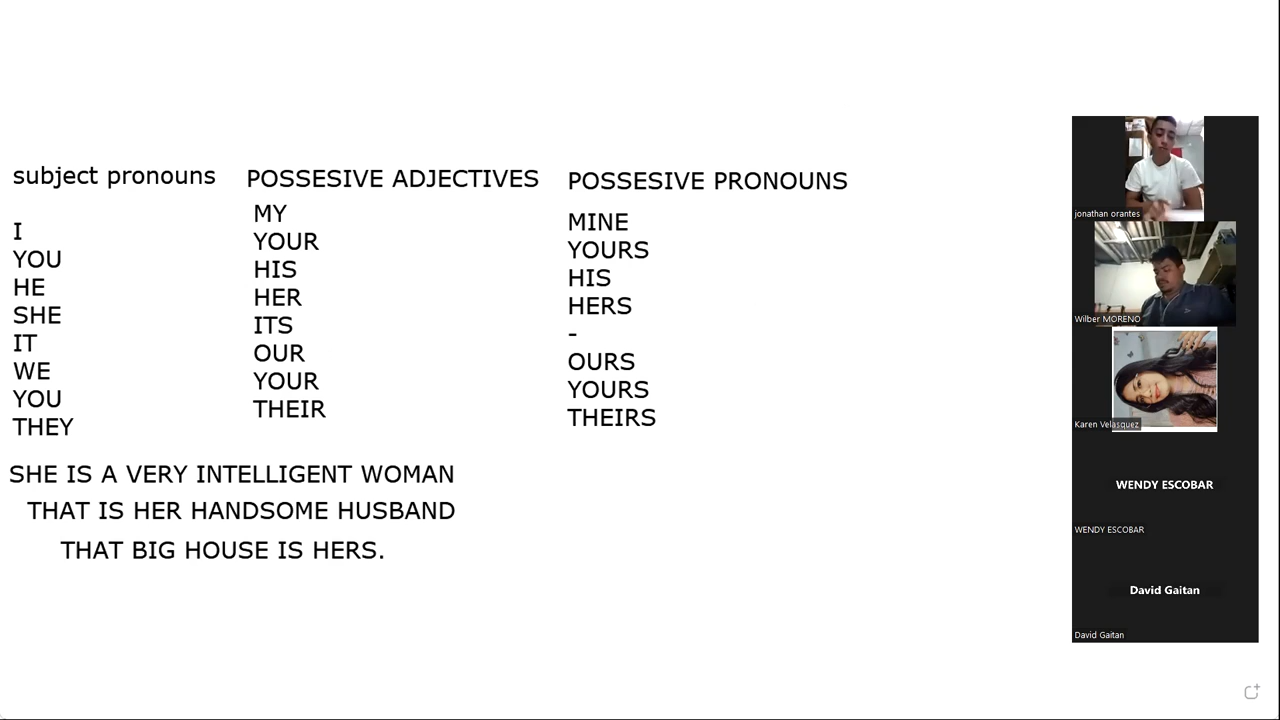 subject pronouns
I
YOU
HE
SHE
IT
WE
YOU
THEY
POSSESIVE ADJECTIVES
MY
YOUR
HIS
HER
ITS
OUR
YOUR
THEIR
POSSESIVE PRONOUNS
MINE
YOURS
HIS
HERS
-
OURS
YOURS
THEIRS
SHE IS A VERY INTELLIGENT WOMAN
THAT IS HER HANDSOME HUSBAND
THAT BIG HOUSE IS HERS.
jonathan orantes
Wilber MORENO
Karen Velasquez
WENDY ESCOBAR
WENDY ESCOBAR
David Gaitan
David Gaitan